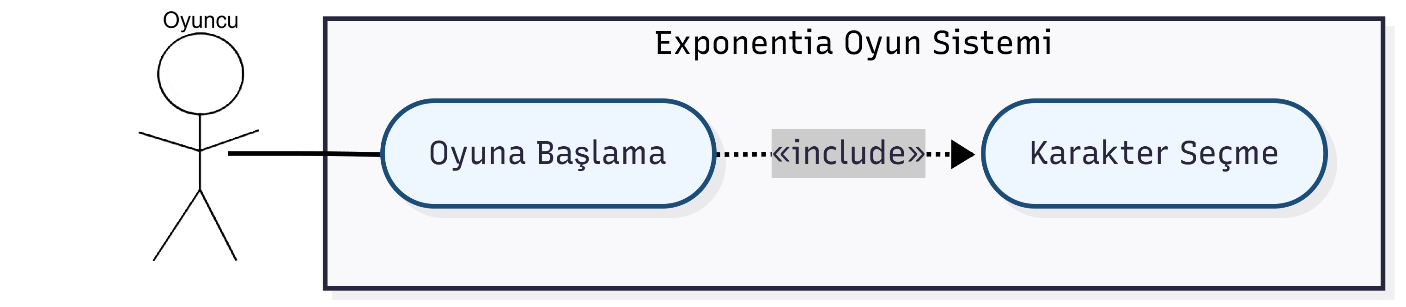 Oyuncu
Exponentia Oyun Sistemi
Oyuna Başlama
«include»
Karakter Seçme